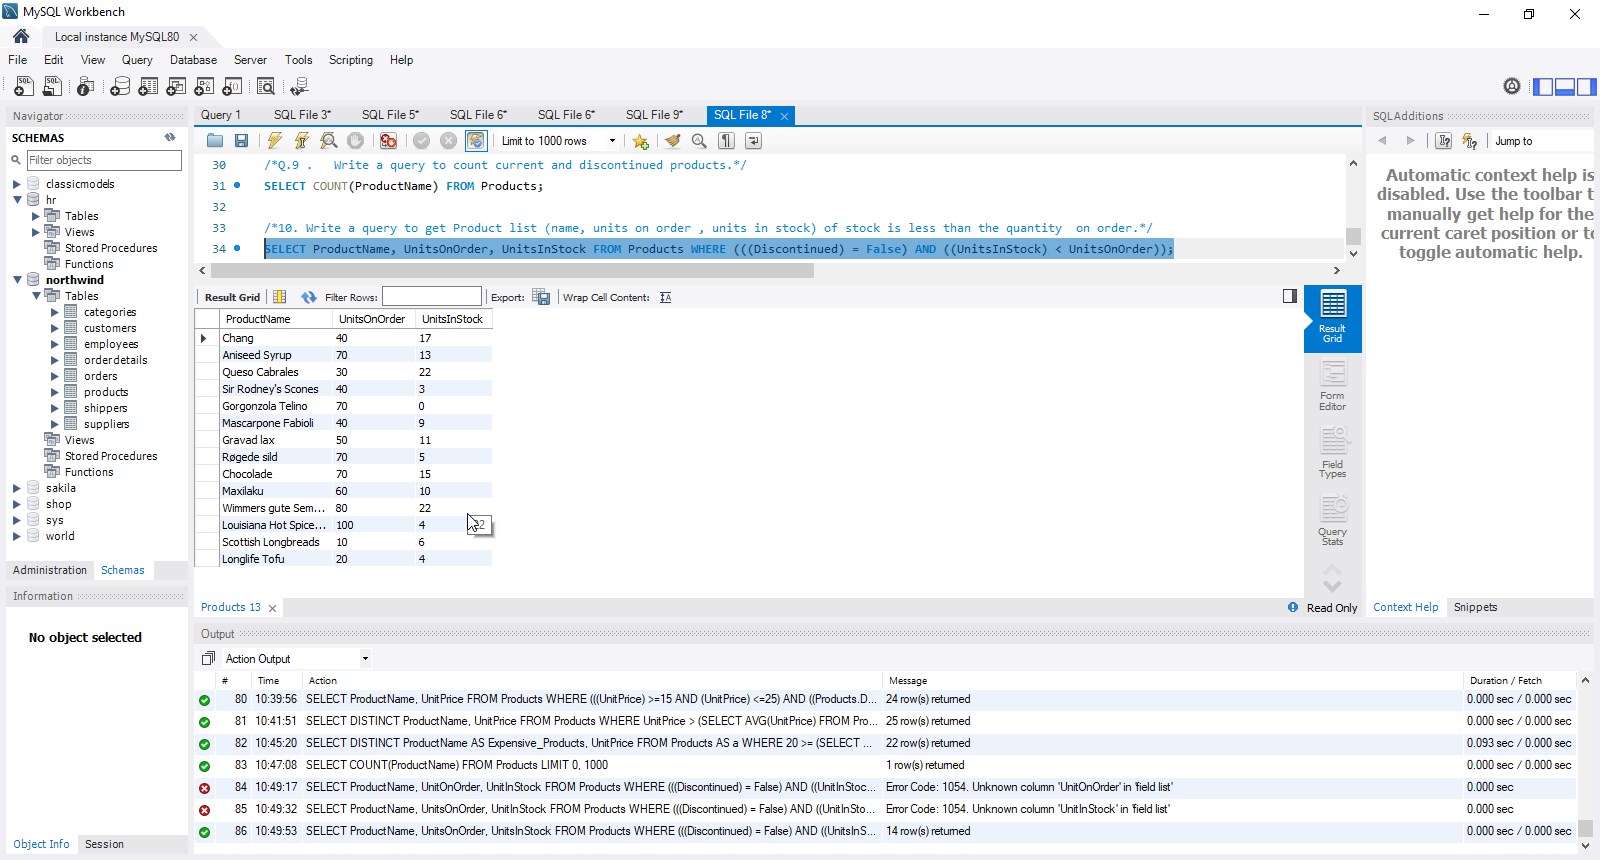 MySQL Workbench
Local instance MySQL80
File Edit View Query Database Server Tools Scripting Help
Navigator
SCHEMAS
Filter objects
classicmodels
hr
Tables
Views
Stored Procedures
Functions
northwind
Tables
categories
customers
employees
orderdetails
orders
products
shippers
suppliers
Views
Stored Procedures
Functions
sakila
shop
sys
world
Administration Schemas
Information
No object selected
Object Info Session
Query 1 SQL File 3* SQL File 5* SQL File 6* SQL File 6* SQL File 9* SQL File 8*
Limit to 1000 rows
30 /*Q.9 . Write a query to count current and discontinued products.*/
31 SELECT COUNT(ProductName) FROM Products;
32
33 /*10. Write a query to get Product list (name, units on order , units in stock) of stock is less than the quantity on order.*/
34 SELECT ProductName, UnitsOnOrder, UnitsInStock FROM Products WHERE (((Discontinued) = False) AND ((UnitsInStock) < UnitsOnOrder));
Result Grid Filter Rows: Export: Wrap Cell Content:
ProductName UnitsOnOrder UnitsInStock
Chang 40 17
Aniseed Syrup 70 13
Queso Cabrales 30 22
Sir Rodney's Scones 40 3
Gorgonzola Telino 70 0
Mascarpone Fabioli 40 9
Gravad lax 50 11
Røgede sild 70 5
Chocolade 70 15
Maxilaku 60 10
Wimmers gute Sem... 80 22
Louisiana Hot Spice... 100 4
Scottish Longbreads 10 6
Longlife Tofu 20 4
Result
Grid
Form
Editor
Field
Types
Query
Stats
Products 13
Read Only
SQLAdditions
Jump to
Automatic context help is
disabled. Use the toolbar t
manually get help for the
current caret position or to
toggle automatic help.
Context Help Snippets
Output
Action Output
# Time Action Message Duration / Fetch
80 10:39:56 SELECT ProductName, UnitPrice FROM Products WHERE (((UnitPrice) >=15 AND (UnitPrice) <=25) AND ((Products.D... 24 row(s) returned 0.000 sec / 0.000 sec
81 10:41:51 SELECT DISTINCT ProductName, UnitPrice FROM Products WHERE UnitPrice > (SELECT AVG(UnitPrice) FROM Pro... 25 row(s) returned 0.000 sec / 0.000 sec
82 10:45:20 SELECT DISTINCT ProductName AS Expensive_Products, UnitPrice FROM Products AS a WHERE 20 >= (SELECT ... 22 row(s) returned 0.093 sec / 0.000 sec
83 10:47:08 SELECT COUNT(ProductName) FROM Products LIMIT 0, 1000 1 row(s) returned 0.000 sec / 0.000 sec
84 10:49:17 SELECT ProductName, UnitOnOrder, UnitInStock FROM Products WHERE (((Discontinued) = False) AND ((UnitInStoc... Error Code: 1054. Unknown column 'UnitOnOrder' in 'field list' 0.000 sec
85 10:49:32 SELECT ProductName, UnitsOnOrder, UnitInStock FROM Products WHERE (((Discontinued) = False) AND ((UnitInSto... Error Code: 1054. Unknown column 'UnitInStock' in 'field list' 0.000 sec
86 10:49:53 SELECT ProductName, UnitsOnOrder, UnitsInStock FROM Products WHERE (((Discontinued) = False) AND ((UnitsInS... 14 row(s) returned 0.000 sec / 0.000 sec